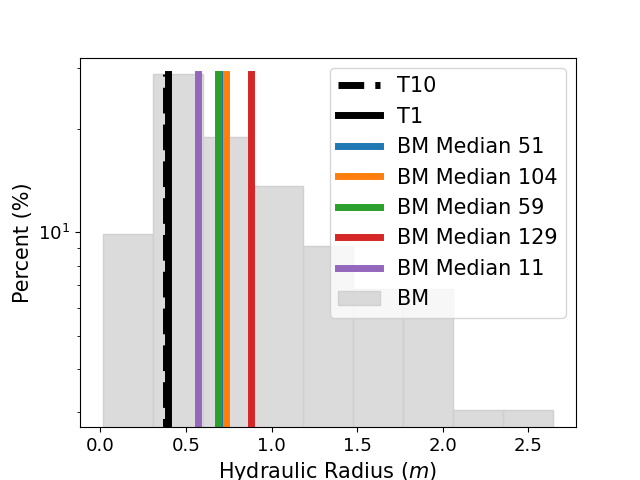 T10
T1
BM Median 51
BM Median 104
BM Median 59
BM Median 129
BM Median 11
BM
Percent (%)
10¹
0.0 0.5 1.0 1.5 2.0 2.5
Hydraulic Radius (m)